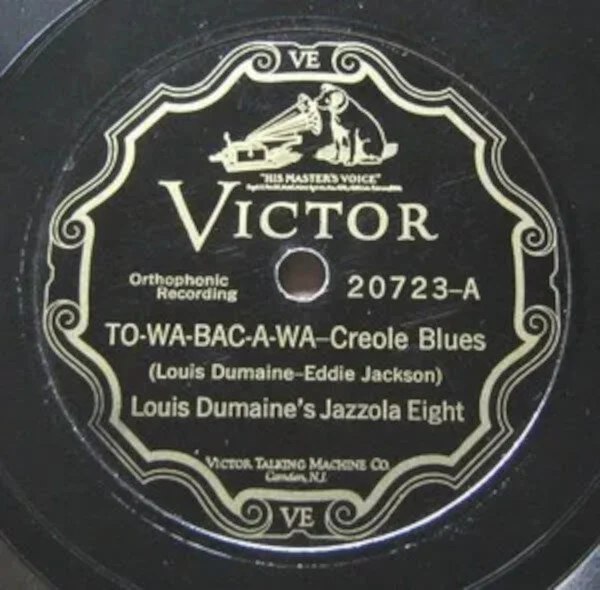 VE
"HIS MASTER'S VOICE"
VICTOR
Orthophonic
Recording
20723-A
TO-WA-BAC-A-WA–Creole Blues
(Louis Dumaine–Eddie Jackson)
Louis Dumaine's Jazzola Eight
VICTOR TALKING MACHINE CO.
Camden, N.J.
VE